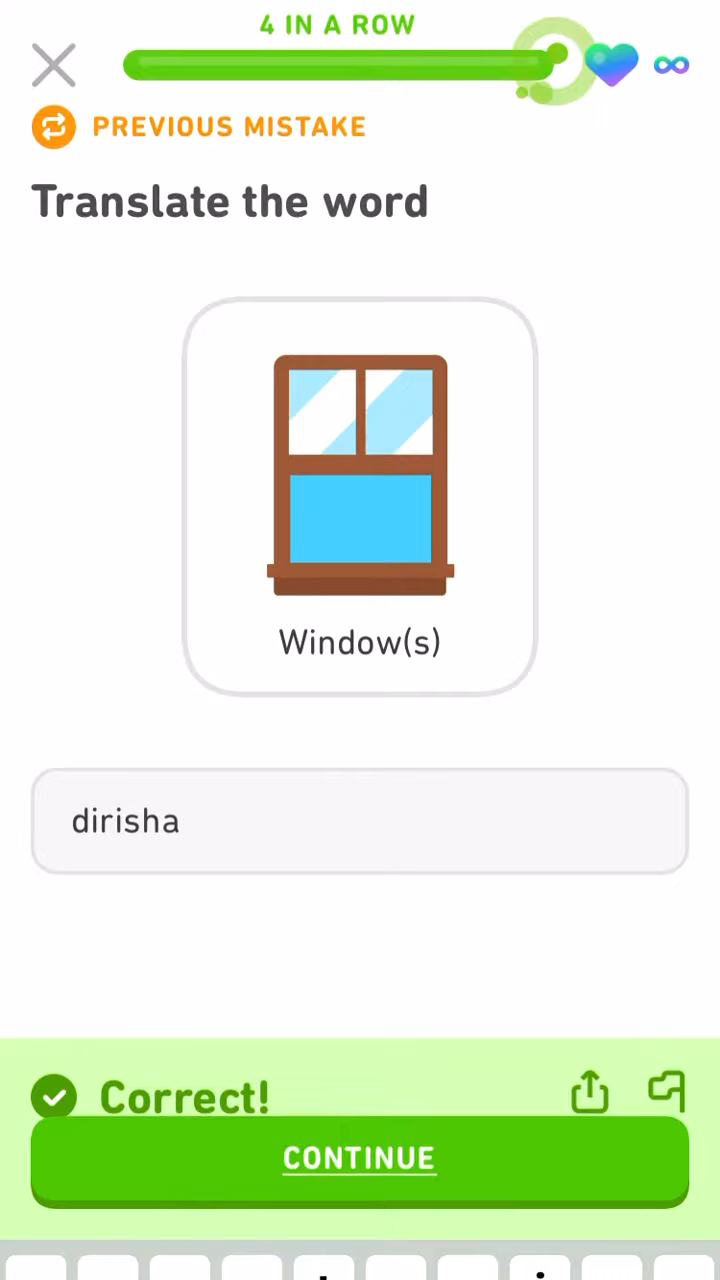 4 IN A ROW
PREVIOUS MISTAKE
Translate the word
Window(s)
dirisha
Correct!
CONTINUE